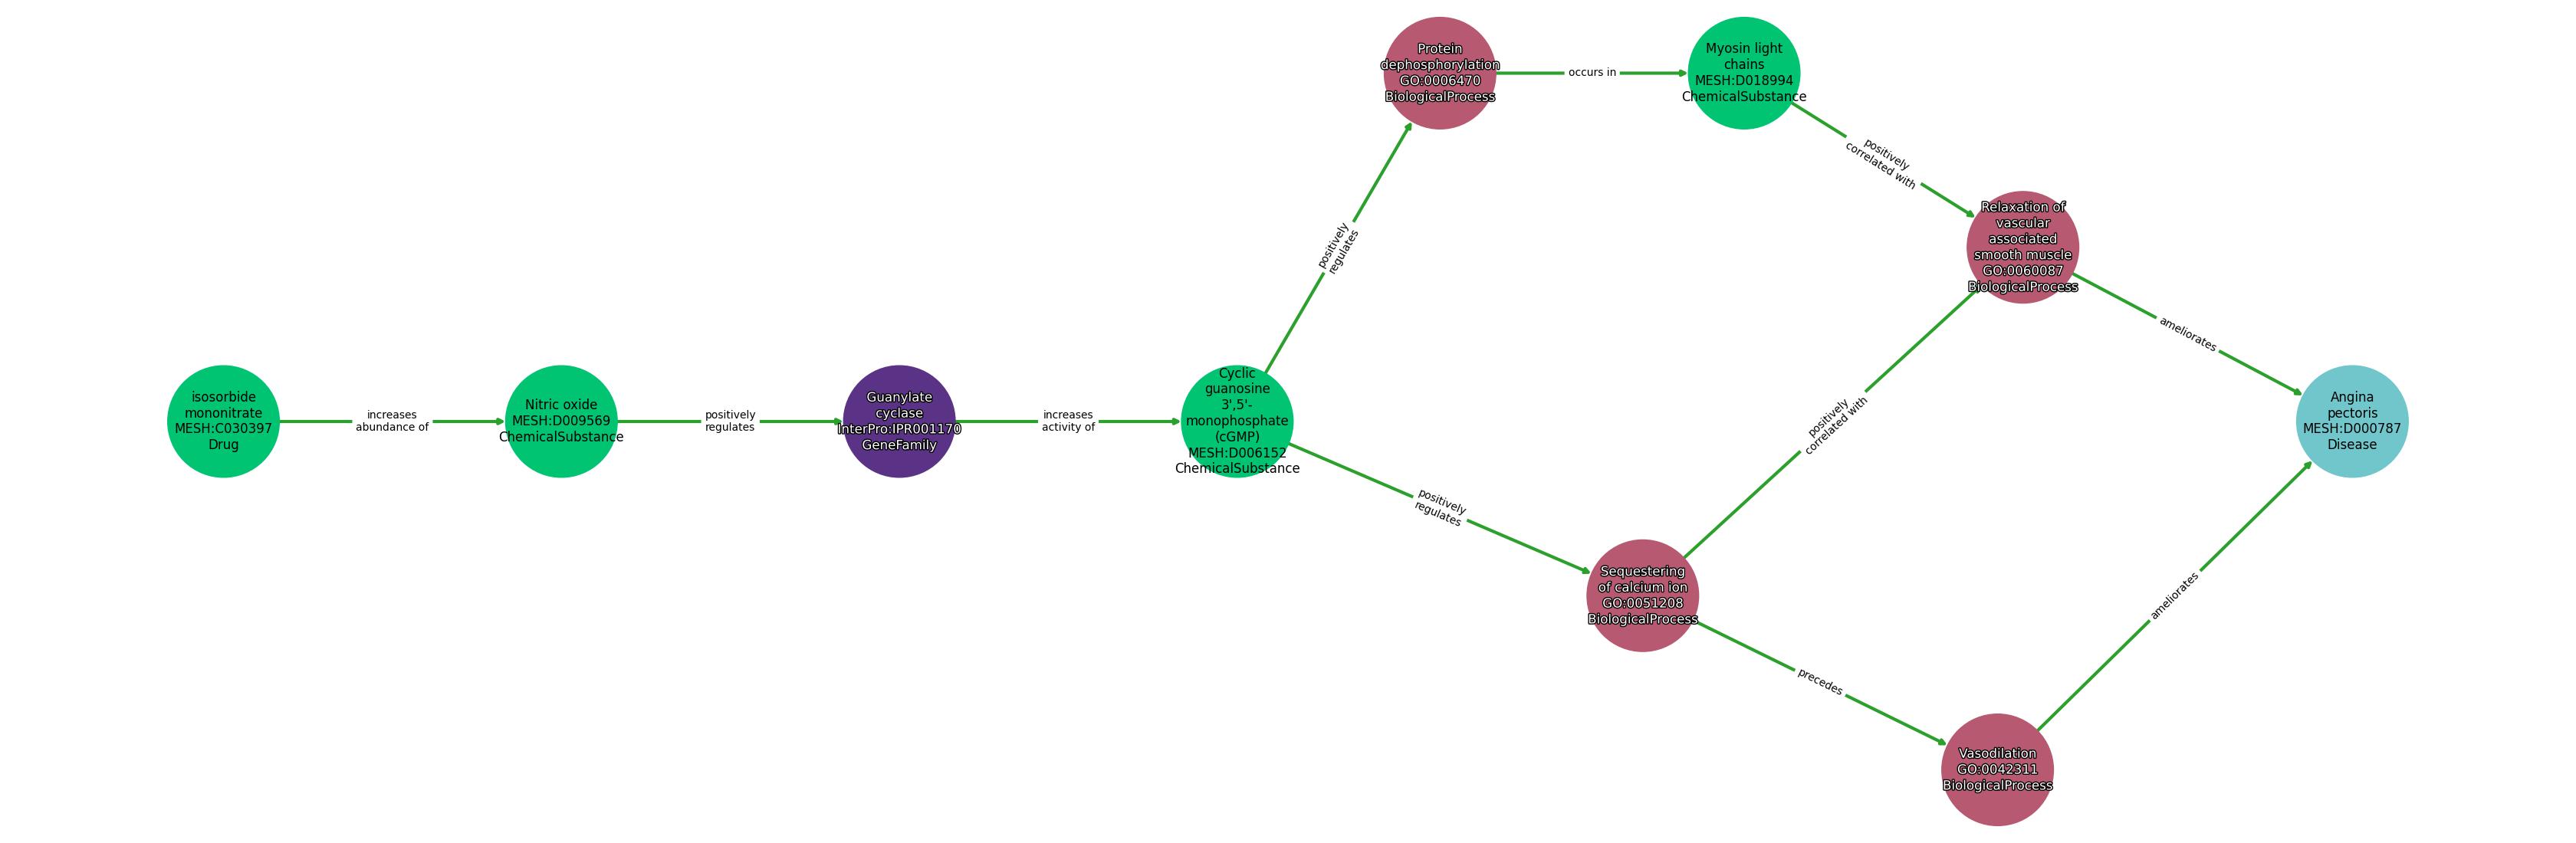 Protein
dephosphorylation
GO:0006470
BiologicalProcess
occurs in
Myosin light
chains
MESH:D018994
ChemicalSubstance
positively
correlated with
Relaxation of
vascular
associated
smooth muscle
GO:0060087
BiologicalProcess
positively
regulates
ameliorates
isosorbide
mononitrate
MESH:C030397
Drug
increases
abundance of
Nitric oxide
MESH:D009569
ChemicalSubstance
positively
regulates
Guanylate
cyclase
InterPro:IPR001170
GeneFamily
increases
activity of
Cyclic
guanosine
3',5'-
monophosphate
(cGMP)
MESH:D006152
ChemicalSubstance
positively
correlated with
Angina
pectoris
MESH:D000787
Disease
positively
regulates
Sequestering
of calcium ion
GO:0051208
BiologicalProcess
ameliorates
precedes
Vasodilation
GO:0042311
BiologicalProcess